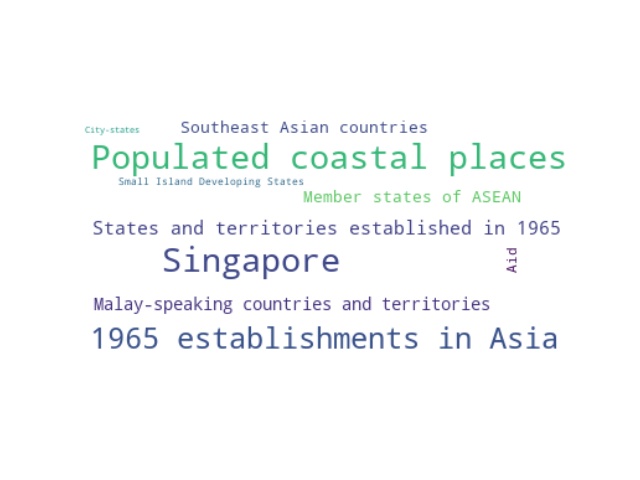 City-states
Southeast Asian countries
Populated coastal places
Small Island Developing States
Member states of ASEAN
States and territories established in 1965
Singapore
Aid
Malay-speaking countries and territories
1965 establishments in Asia